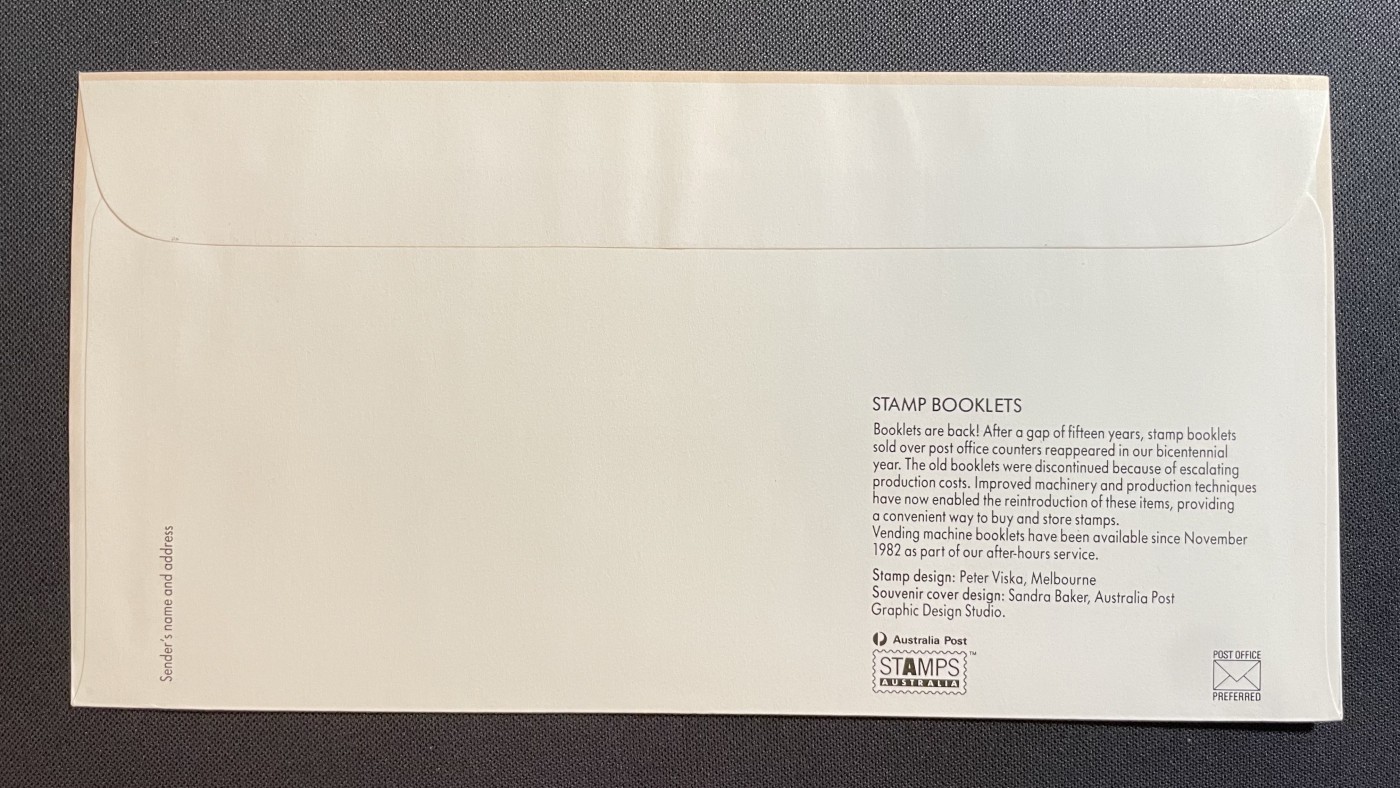 STAMP BOOKLETS
Booklets are back! After a gap of fifteen years, stamp booklets
sold over post office counters reappeared in our bicentennial
year. The old booklets were discontinued because of escalating
production costs. Improved machinery and production techniques
have now enabled the reintroduction of these items, providing
a convenient way to buy and store stamps.
Vending machine booklets have been available since November
1982 as part of our after-hours service.
Stamp design: Peter Viska, Melbourne
Souvenir cover design: Sandra Baker, Australia Post
Graphic Design Studio.
Australia Post
STAMPS™
AUSTRALIA
POST OFFICE
PREFERRED
Sender's name and address